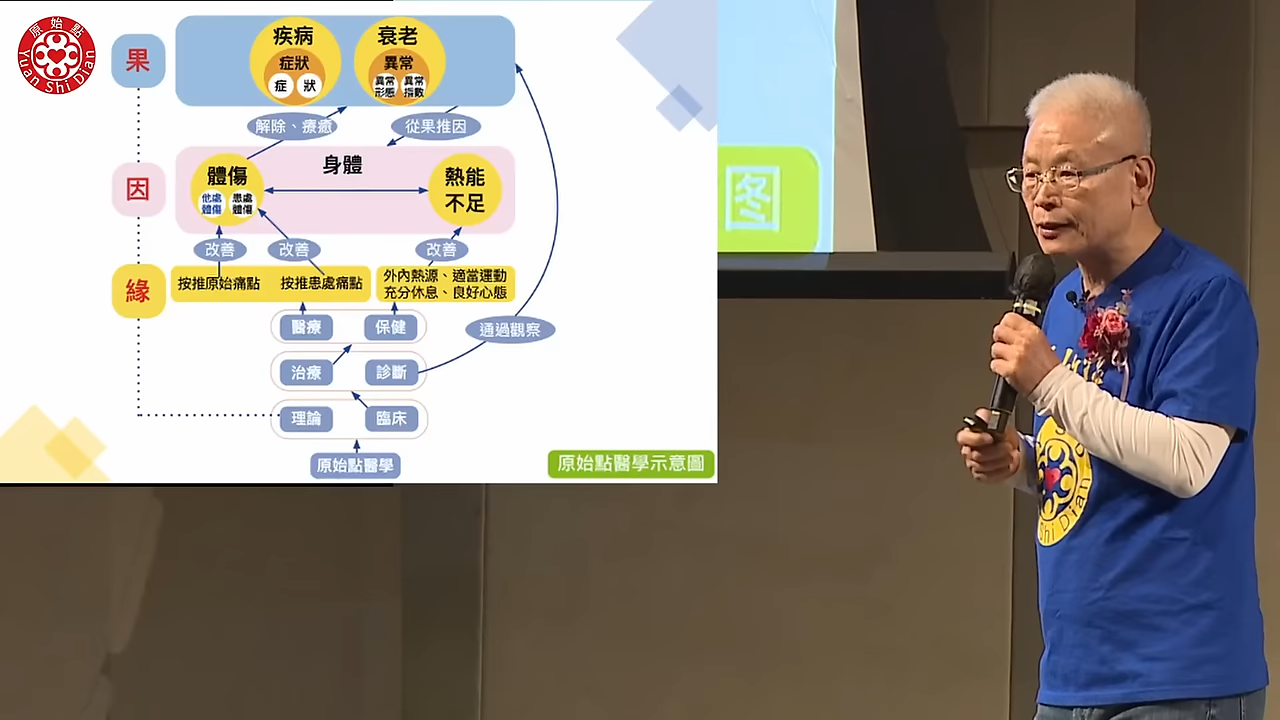 原始點
Yuan Shi Dian
果
疾病
症狀
症
狀
衰老
異常
異常
形態
異常
指數
解除、療癒
從果推因
因
體傷
他處
體傷
患處
體傷
身體
熱能
不足
改善
改善
改善
緣
按推原始痛點
按推患處痛點
外內熱源、適當運動
充分休息、良好心態
醫療
保健
通過觀察
治療
診斷
理論
臨床
原始點醫學
原始點醫學示意圖
图
Shi Dian